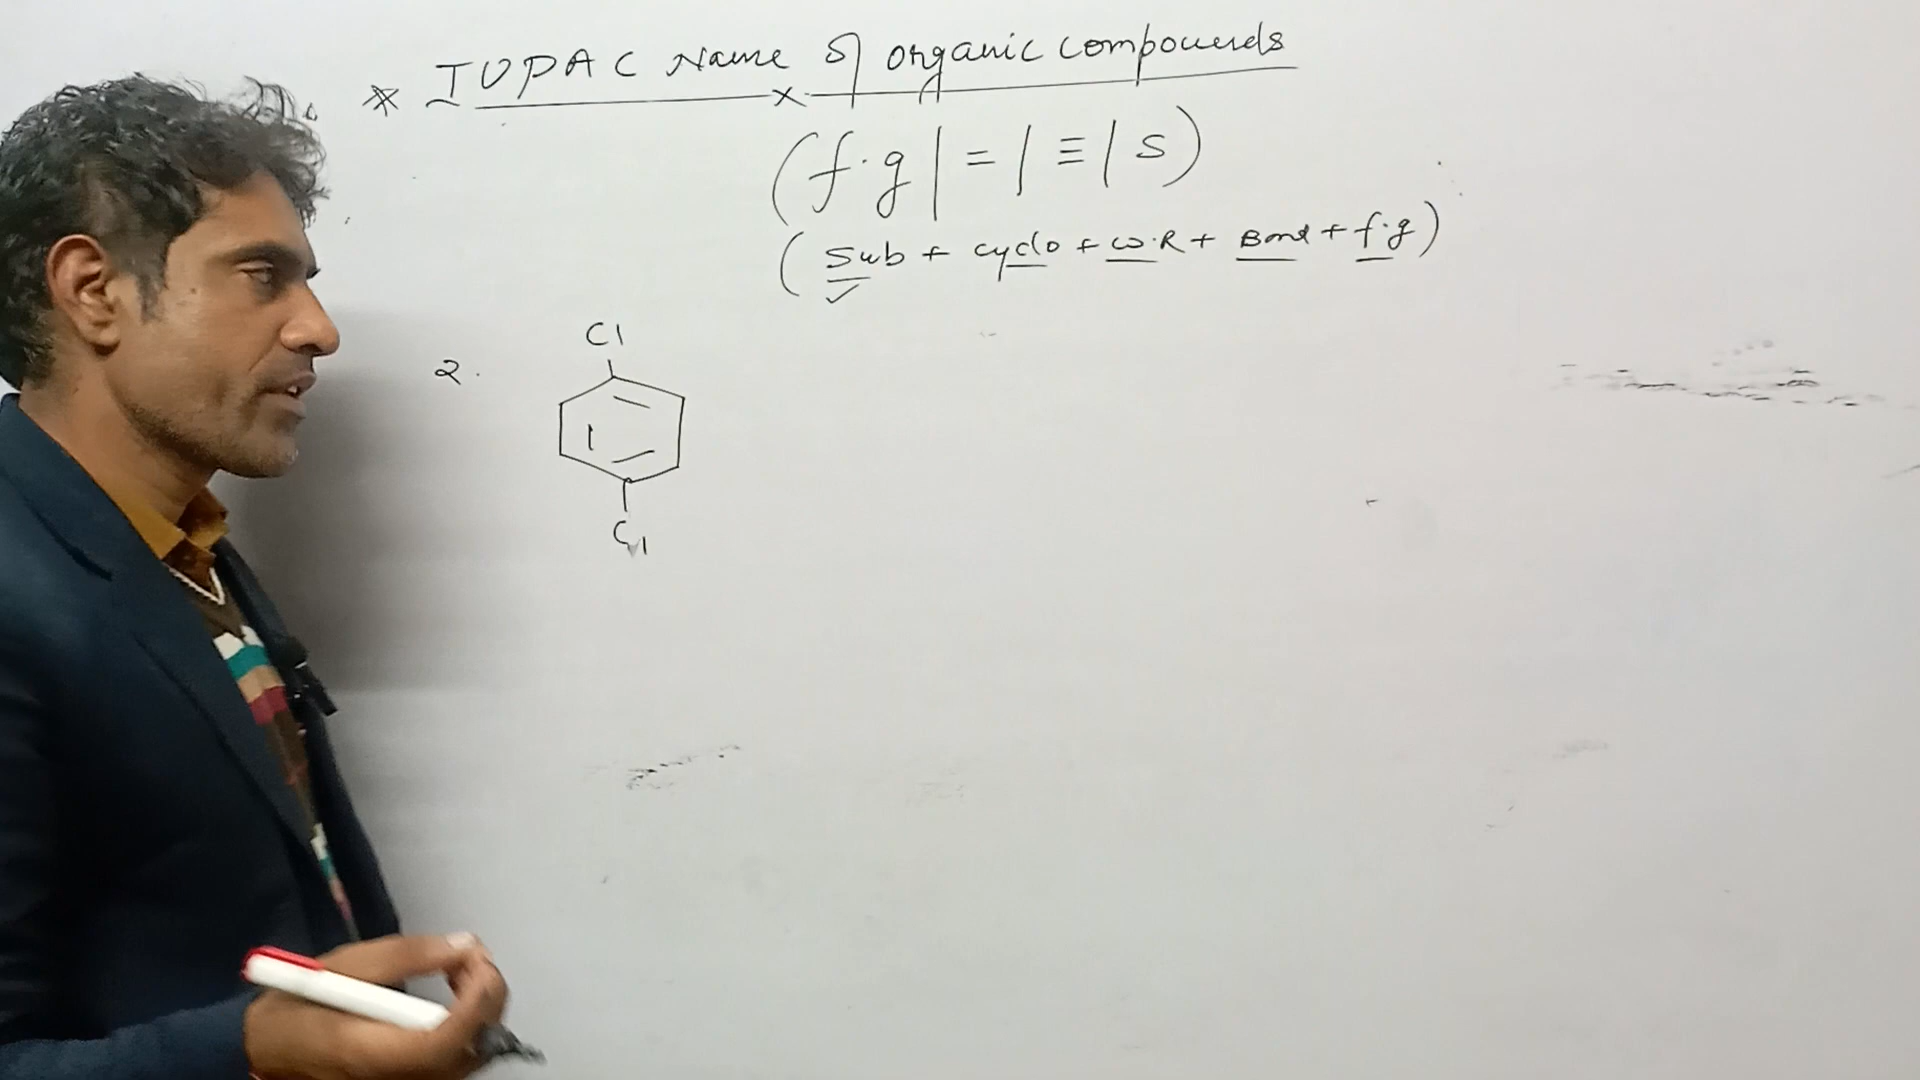 * IUPAC Name of organic compounds
(f.g | = | ≡ | S)
(Sub + cyclo + W.R + Bond + f.g)
2.
Cl
Cl